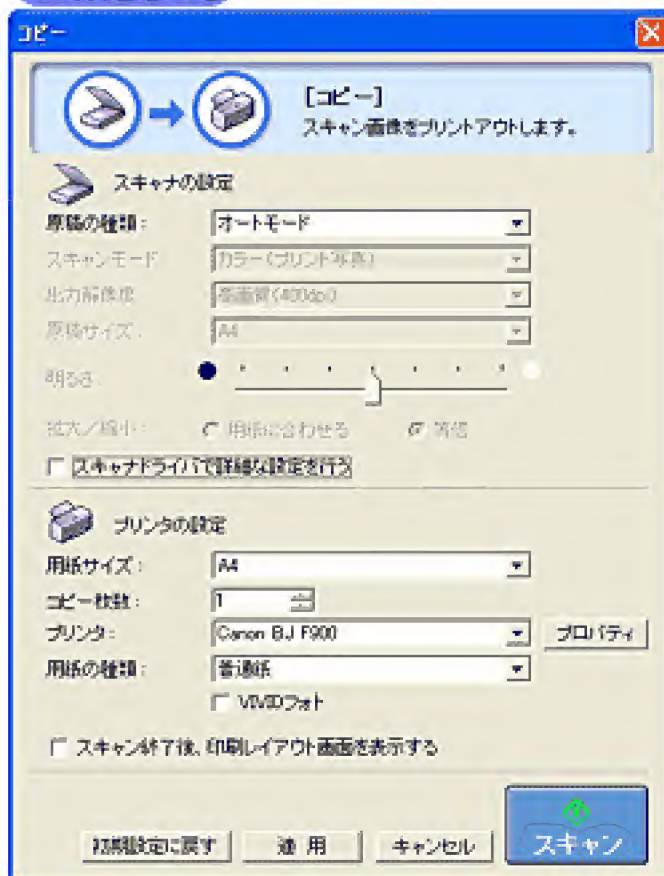 コピー
[コピー]
スキャン画像をプリントアウトします。
スキャナの設定
原稿の種類： オートモード
スキャンモード カラー(プリント写真)
出力解像度 高画質(400dpi)
原稿サイズ： A4
明るさ：
拡大／縮小： 用紙に合わせる 等倍
スキャナドライバで詳細な設定を行う
プリンタの設定
用紙サイズ： A4
コピー枚数： 1
プリンタ： Canon BJ F900 プロパティ
用紙の種類： 普通紙
VIVIDフォト
スキャン終了後、印刷レイアウト画面を表示する
初期設定に戻す 適用 キャンセル スキャン